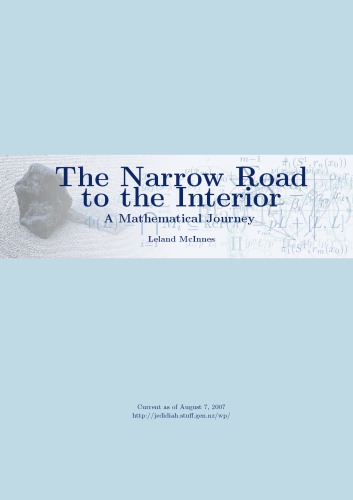 The Narrow Road
to the Interior
A Mathematical Journey
Leland McInnes
Current as of August 7, 2007
http://jedidiah.stuff.gen.nz/wp/